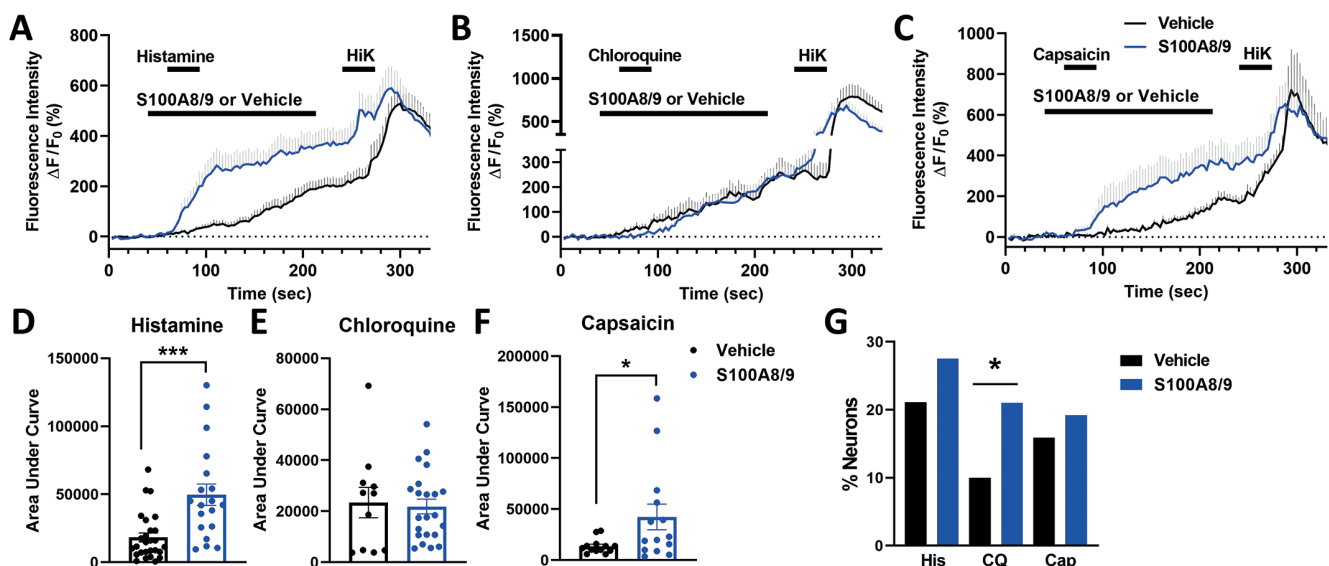 A
Fluorescence Intensity
ΔF/F0 (%)
800
600
400
200
0
Histamine
HiK
S100A8/9 or Vehicle
0
100
200
300
Time (sec)
B
Fluorescence Intensity
ΔF/F0 (%)
1500
1000
500
300
200
100
0
Chloroquine
HiK
S100A8/9 or Vehicle
0
100
200
300
Time (sec)
C
Fluorescence Intensity
ΔF/F0 (%)
1000
800
600
400
200
0
Vehicle
S100A8/9
Capsaicin
HiK
S100A8/9 or Vehicle
0
100
200
300
Time (sec)
D
Histamine
Area Under Curve
150000
100000
50000
0
***
E
Chloroquine
Area Under Curve
80000
60000
40000
20000
0
F
Capsaicin
Area Under Curve
200000
150000
100000
50000
0
*
Vehicle
S100A8/9
G
% Neurons
30
20
10
*
His
CQ
Cap
Vehicle
S100A8/9